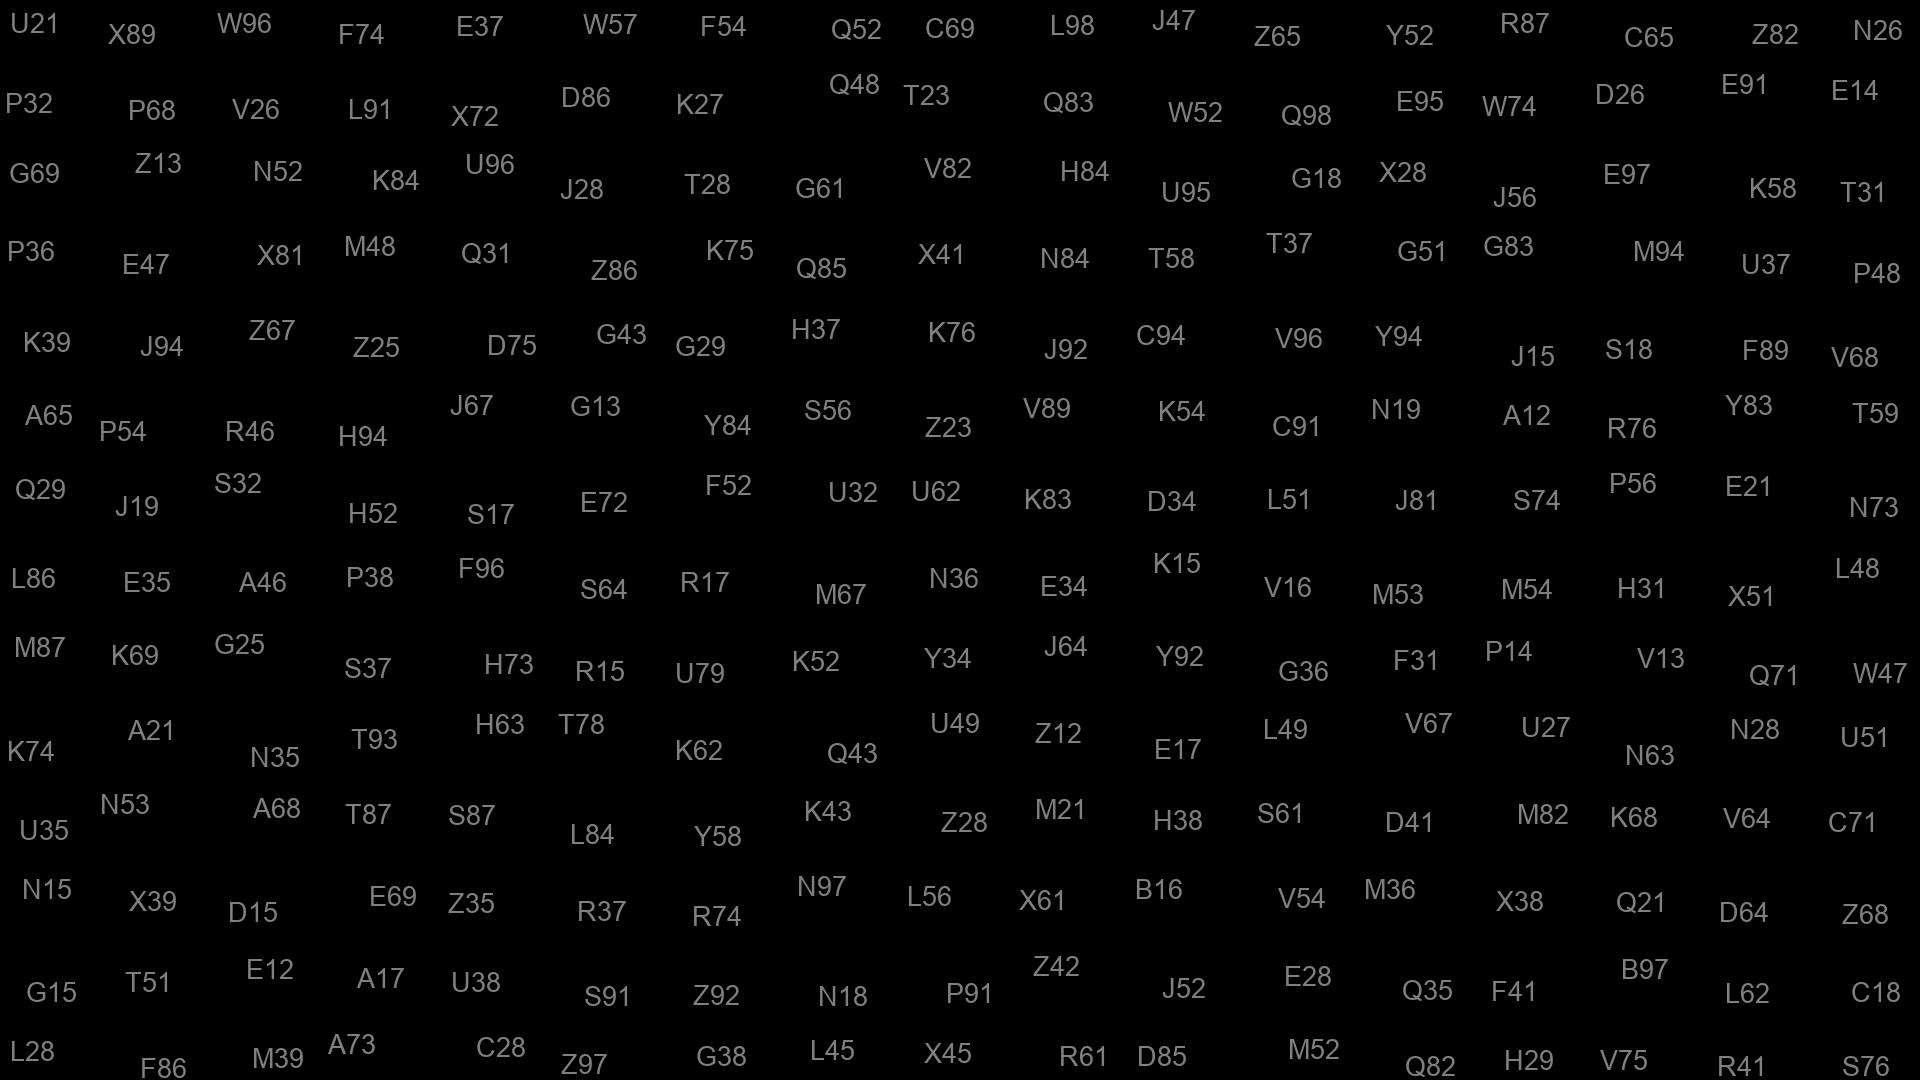 U21 X89 W96 F74 E37 W57 F54 Q52 C69 L98 J47 Z65 Y52 R87 C65 Z82 N26
P32 P68 V26 L91 X72 D86 K27 Q48 T23 Q83 W52 Q98 E95 W74 D26 E91 E14
G69 Z13 N52 K84 U96 J28 T28 G61 V82 H84 U95 G18 X28 J56 E97 K58 T31
P36 E47 X81 M48 Q31 Z86 K75 Q85 X41 N84 T58 T37 G51 G83 M94 U37 P48
K39 J94 Z67 Z25 D75 G43 G29 H37 K76 J92 C94 V96 Y94 J15 S18 F89 V68
A65 P54 R46 H94 J67 G13 Y84 S56 Z23 V89 K54 C91 N19 A12 R76 Y83 T59
Q29 J19 S32 H52 S17 E72 F52 U32 U62 K83 D34 L51 J81 S74 P56 E21 N73
L86 E35 A46 P38 F96 S64 R17 M67 N36 E34 K15 V16 M53 M54 H31 X51 L48
M87 K69 G25 S37 H73 R15 U79 K52 Y34 J64 Y92 G36 F31 P14 V13 Q71 W47
K74 A21 N35 T93 H63 T78 K62 Q43 U49 Z12 E17 L49 V67 U27 N63 N28 U51
U35 N53 A68 T87 S87 L84 Y58 K43 Z28 M21 H38 S61 D41 M82 K68 V64 C71
N15 X39 D15 E69 Z35 R37 R74 N97 L56 X61 B16 V54 M36 X38 Q21 D64 Z68
G15 T51 E12 A17 U38 S91 Z92 N18 P91 Z42 J52 E28 Q35 F41 B97 L62 C18
L28 F86 M39 A73 C28 Z97 G38 L45 X45 R61 D85 M52 Q82 H29 V75 R41 S76